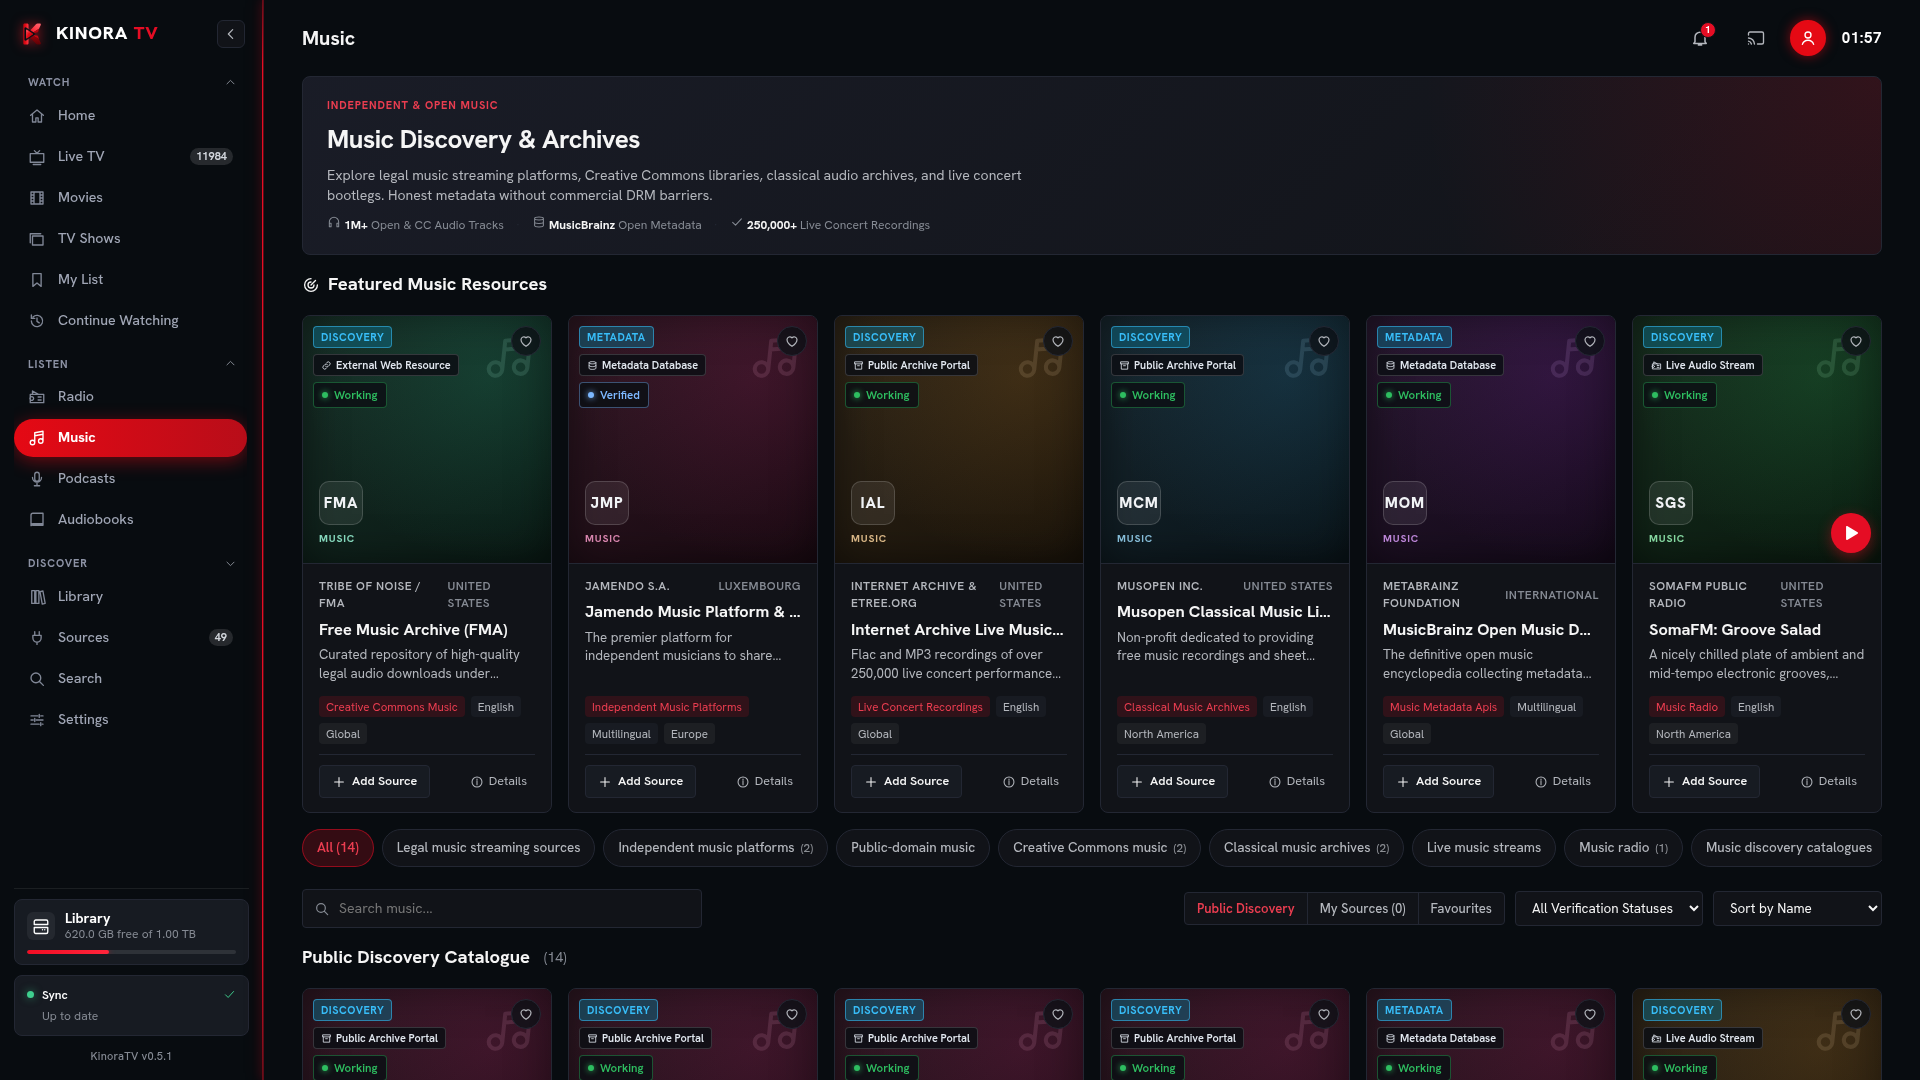 KINORA TV
WATCH
Home
Live TV 11984
Movies
TV Shows
My List
Continue Watching
LISTEN
Radio
Music
Podcasts
Audiobooks
DISCOVER
Library
Sources 49
Search
Settings
Library
620.0 GB free of 1.00 TB
Sync
Up to date
KinoraTV v0.5.1
Music
1
01:57
INDEPENDENT & OPEN MUSIC
Music Discovery & Archives
Explore legal music streaming platforms, Creative Commons libraries, classical audio archives, and live concert
bootlegs. Honest metadata without commercial DRM barriers.
1M+ Open & CC Audio Tracks
MusicBrainz Open Metadata
250,000+ Live Concert Recordings
Featured Music Resources
DISCOVERY
External Web Resource
Working
FMA
MUSIC
TRIBE OF NOISE /
FMA
UNITED
STATES
Free Music Archive (FMA)
Curated repository of high-quality
legal audio downloads under...
Creative Commons Music
English
Global
Add Source
Details
METADATA
Metadata Database
Verified
JMP
MUSIC
JAMENDO S.A.
LUXEMBOURG
Jamendo Music Platform & ...
The premier platform for
independent musicians to share...
Independent Music Platforms
Multilingual
Europe
Add Source
Details
DISCOVERY
Public Archive Portal
Working
IAL
MUSIC
INTERNET ARCHIVE &
ETREE.ORG
UNITED
STATES
Internet Archive Live Music...
Flac and MP3 recordings of over
250,000 live concert performance...
Live Concert Recordings
English
Global
Add Source
Details
DISCOVERY
Public Archive Portal
Working
MCM
MUSIC
MUSOPEN INC.
UNITED STATES
Musopen Classical Music Li...
Non-profit dedicated to providing
free music recordings and sheet...
Classical Music Archives
English
North America
Add Source
Details
METADATA
Metadata Database
Working
MOM
MUSIC
METABRAINZ
FOUNDATION
INTERNATIONAL
MusicBrainz Open Music D...
The definitive open music
encyclopedia collecting metadata...
Music Metadata Apis
Multilingual
Global
Add Source
Details
DISCOVERY
Live Audio Stream
Working
SGS
MUSIC
SOMAFM PUBLIC
RADIO
UNITED
STATES
SomaFM: Groove Salad
A nicely chilled plate of ambient and
mid-tempo electronic grooves,...
Music Radio
English
North America
Add Source
Details
All (14)
Legal music streaming sources
Independent music platforms (2)
Public-domain music
Creative Commons music (2)
Classical music archives (2)
Live music streams
Music radio (1)
Music discovery catalogues
Search music...
Public Discovery
My Sources (0)
Favourites
All Verification Statuses
Sort by Name
Public Discovery Catalogue (14)
DISCOVERY
Public Archive Portal
Working
DISCOVERY
Public Archive Portal
Working
DISCOVERY
Public Archive Portal
Working
DISCOVERY
Public Archive Portal
Working
METADATA
Metadata Database
Working
DISCOVERY
Live Audio Stream
Working